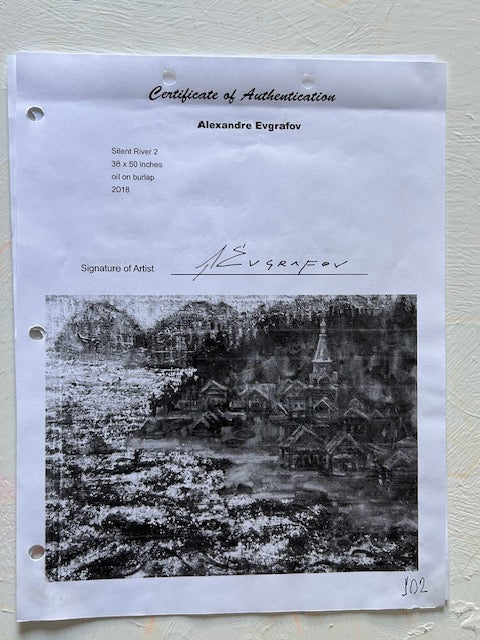 Certificate of Authentication
Alexandre Evgrafov
Silent River 2
38 x 50 inches
oil on burlap
2018
Signature of Artist A Evgrafov